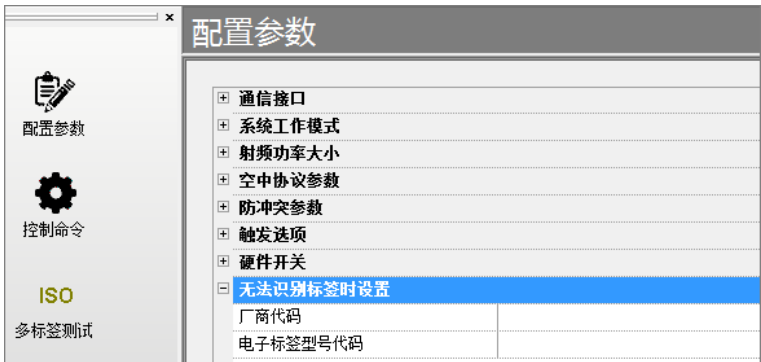 配置参数
控制命令
ISO
多标签测试
配置参数
通信接口
系统工作模式
射频功率大小
空中协议参数
防冲突参数
触发选项
硬件开关
无法识别标签时设置
厂商代码
电子标签型号代码